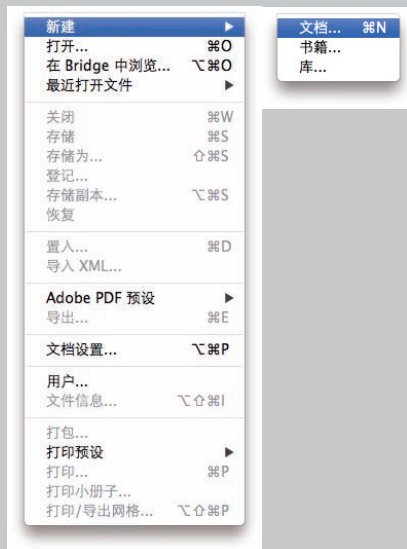 新建 ▶
打开... ⌘O
在 Bridge 中浏览... ⌥⌘O
最近打开文件 ▶
关闭 ⌘W
存储 ⌘S
存储为... ⇧⌘S
登记...
存储副本... ⌥⌘S
恢复
置入... ⌘D
导入 XML...
Adobe PDF 预设 ▶
导出... ⌘E
文档设置... ⌥⌘P
用户...
文件信息... ⌥⇧⌘I
打包...
打印预设 ▶
打印... ⌘P
打印小册子...
打印/导出网格... ⌥⇧⌘P
文档... ⌘N
书籍...
库...